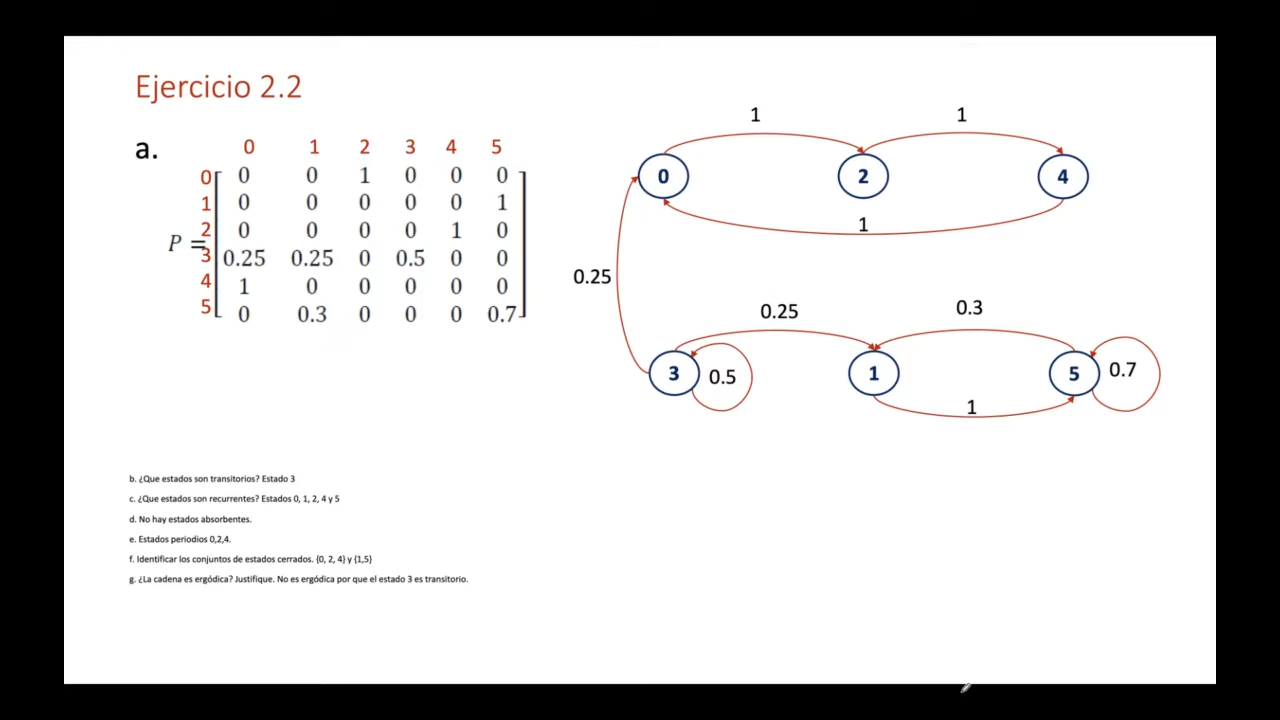 Ejercicio 2.2
a.
0 1 2 3 4 5
0 0 0 1 0 0 0
1 0 0 0 0 0 1
2 0 0 0 0 1 0
P =
3 0.25 0.25 0 0.5 0 0
4 1 0 0 0 0 0
5 0 0.3 0 0 0 0.7
1 1
0 2 4
1
0.25
0.25 0.3
3 0.5 1 5 0.7
1
b. ¿Que estados son transitorios? Estado 3
c. ¿Que estados son recurrentes? Estados 0, 1, 2, 4 y 5
d. No hay estados absorbentes.
e. Estados periodios 0,2,4.
f. Identificar los conjuntos de estados cerrados. {0, 2, 4} y {1,5}
g. ¿La cadena es ergódica? Justifique. No es ergódica por que el estado 3 es transitorio.